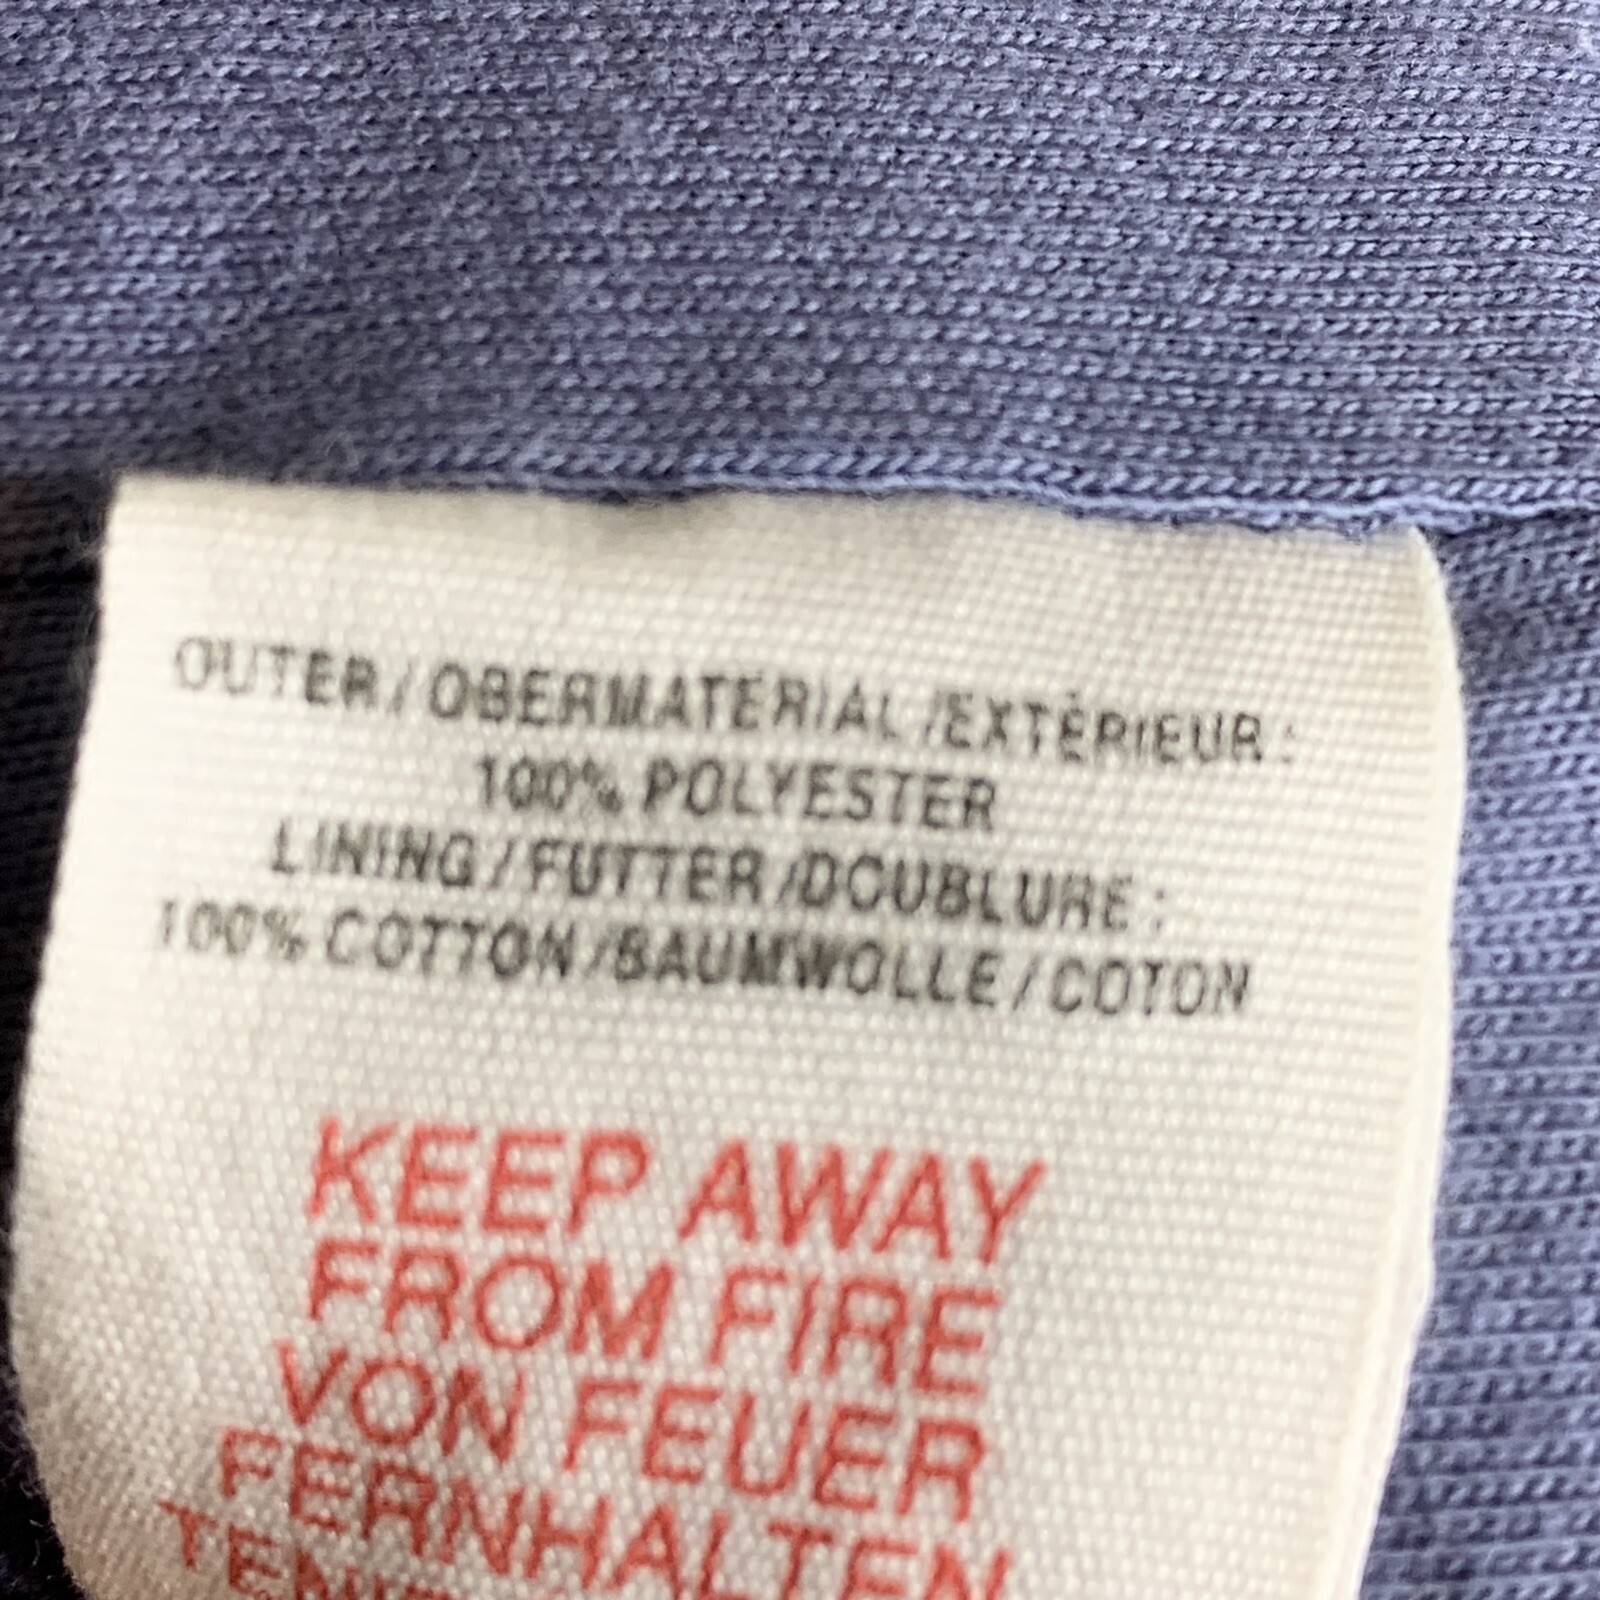 OUTER / OBERMATERIAL / EXTÉRIEUR :
100% POLYESTER
LINING / FUTTER / DOUBLURE :
100% COTTON / BAUMWOLLE / COTON
KEEP AWAY
FROM FIRE
VON FEUER
FERNHALTEN